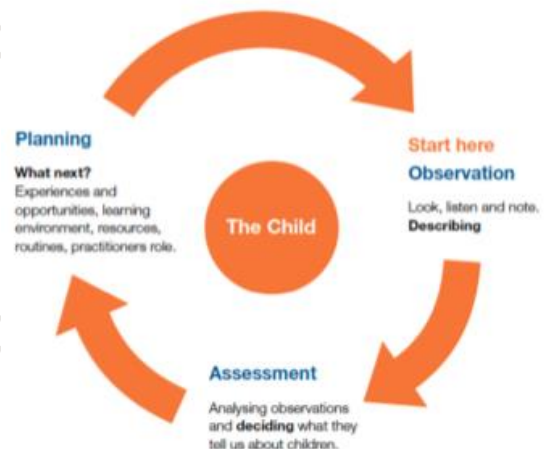 Start here
Observation
Look, listen and note.
Describing
Assessment
Analysing observations
and deciding what they
tell us about children.
Planning
What next?
Experiences and
opportunities, learning
environment, resources,
routines, practitioners role.
The Child